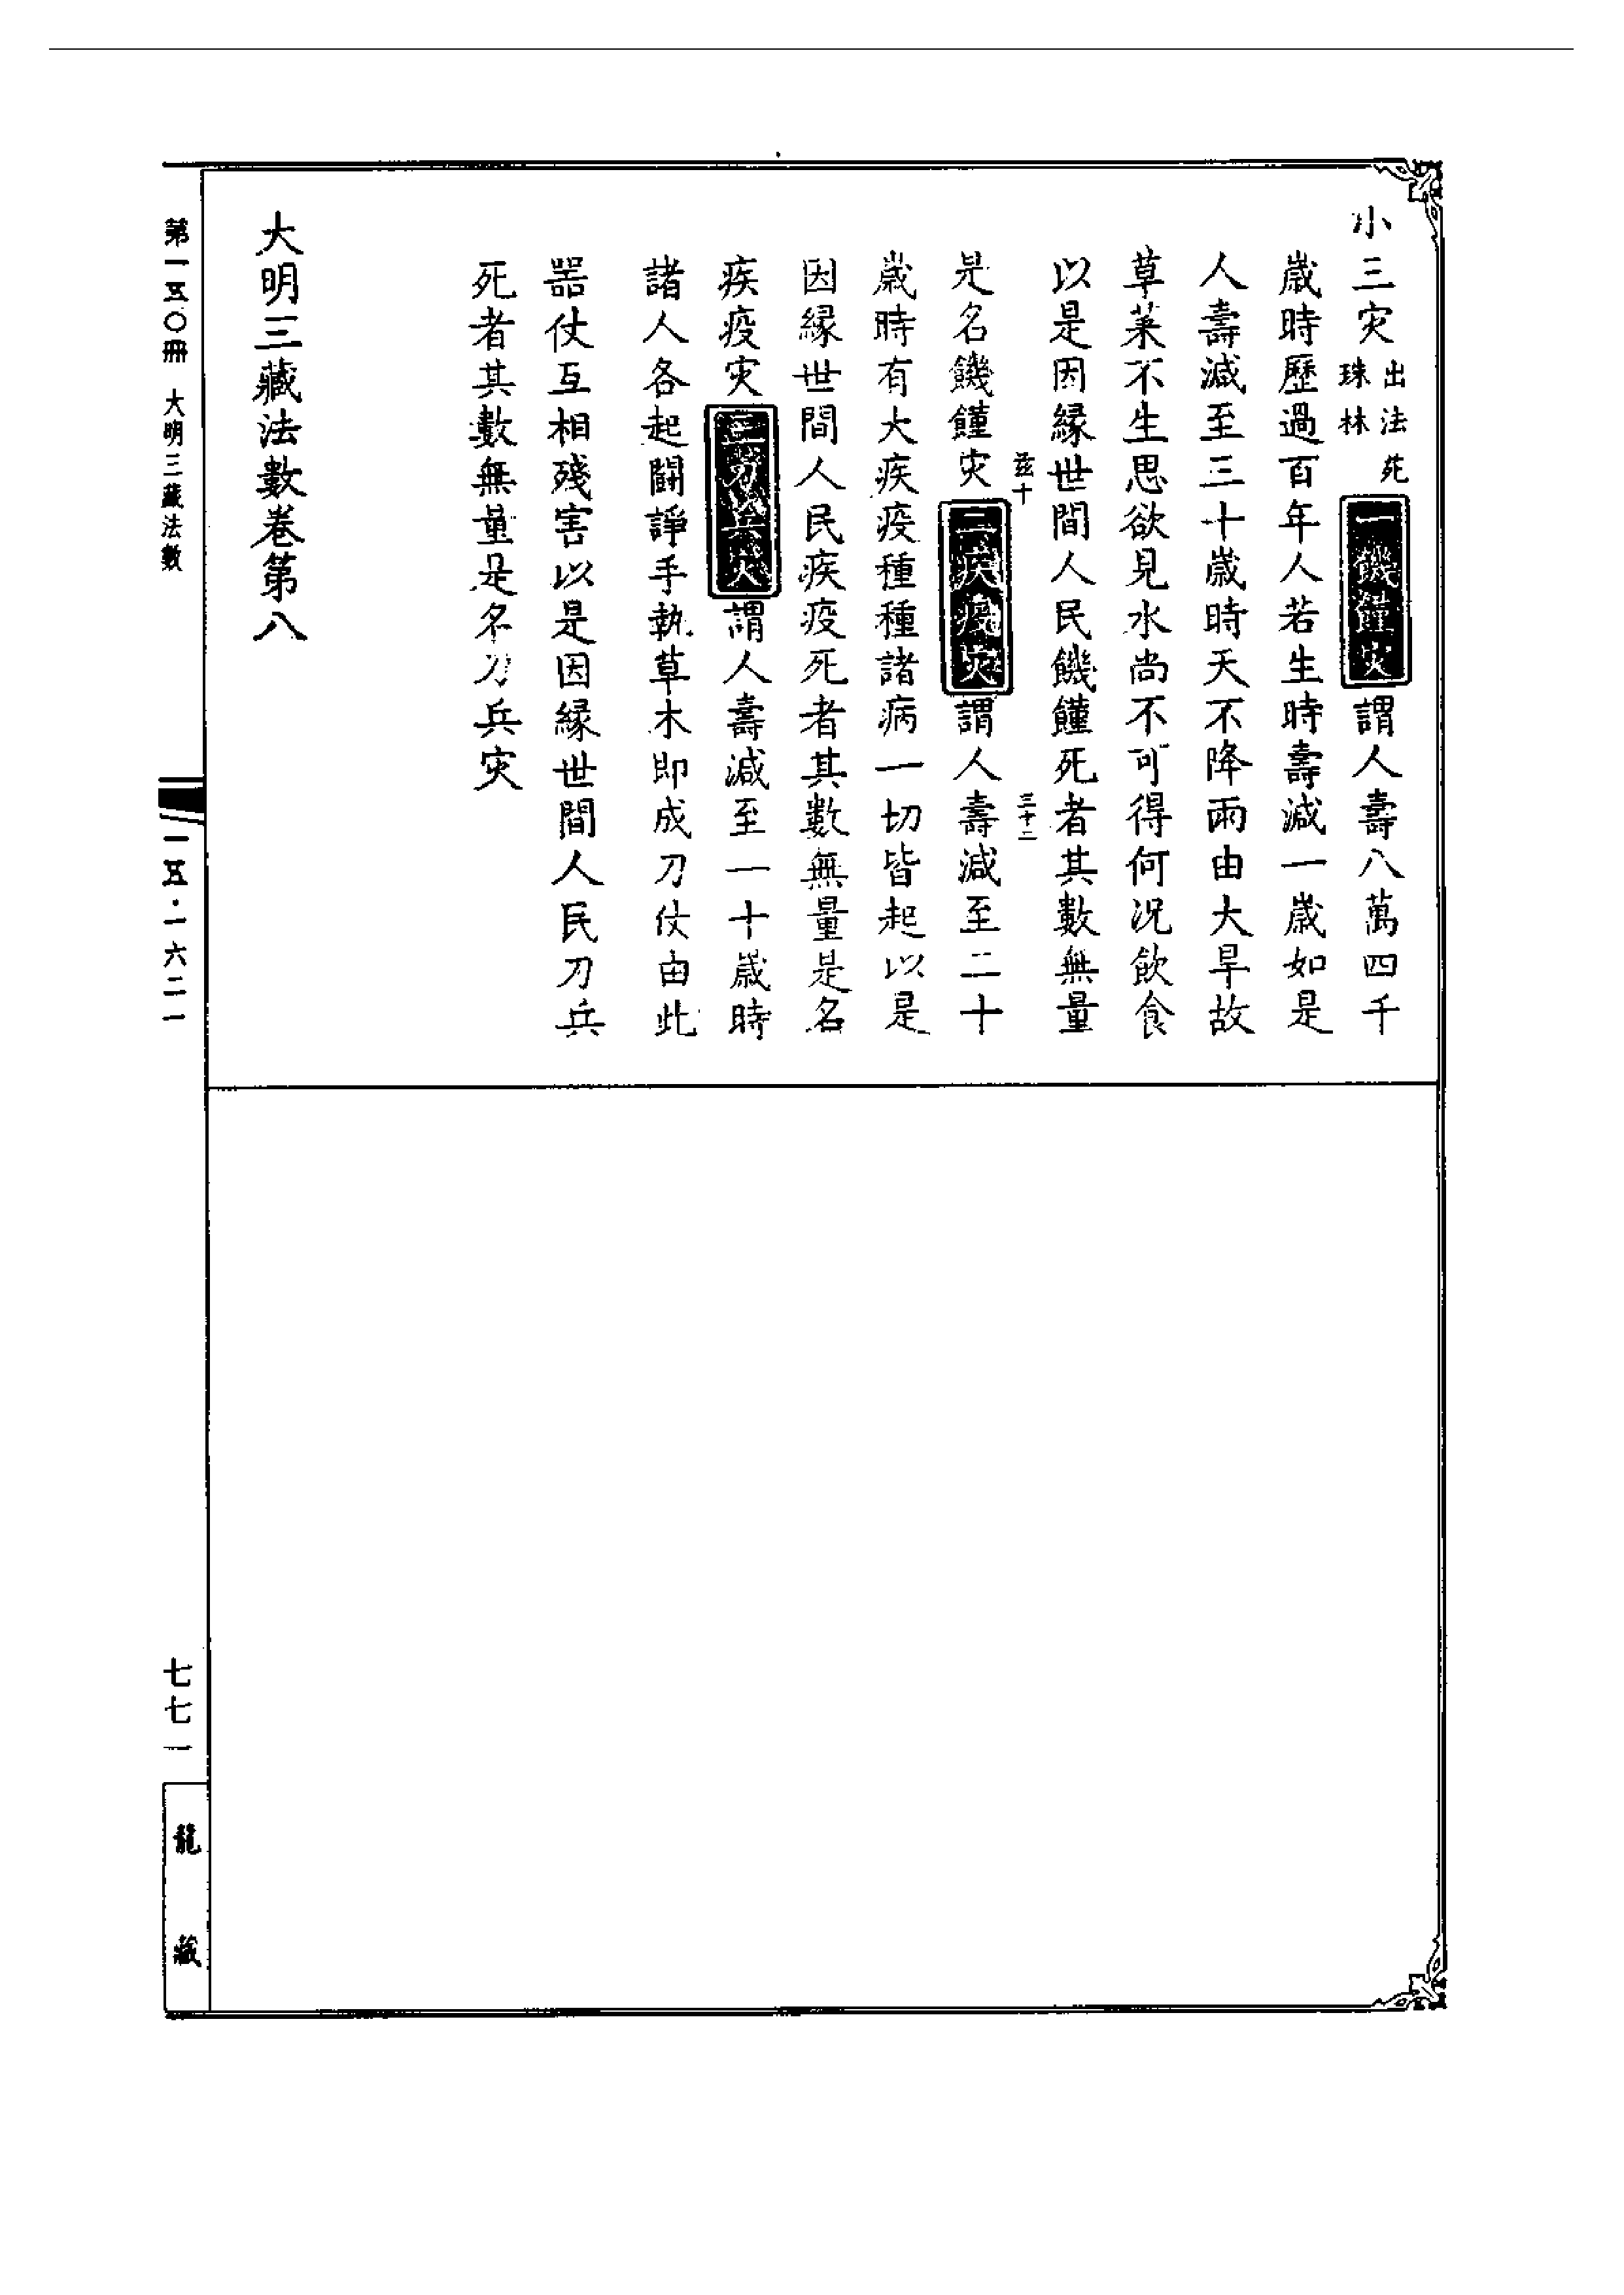 小三灾出法苑珠林一饑饉灾謂人壽八萬四千
歲時歷過百年人若生時壽減一歲如是
人壽減至三十歲時天不降雨由大旱故
草菜不生思欲見水尚不可得何况飲食
以是因緣世間人民饑饉死者其數無量
茲十
三十二
是名饑饉灾二疾疫灾謂人壽減至二十
歲時有大疾疫種種諸病一切皆起以是
因緣世間人民疾疫死者其數無量是名
疾疫灾三刀兵灾謂人壽減至一十歲時
諸人各起鬪諍手執草木即成刀仗由此
器仗互相殘害以是因緣世間人民刀兵
死者其數無量是名刀兵灾
大明三藏法數卷第八
第一五〇冊 大明三藏法數
一五·一六二一
七七一
龍藏